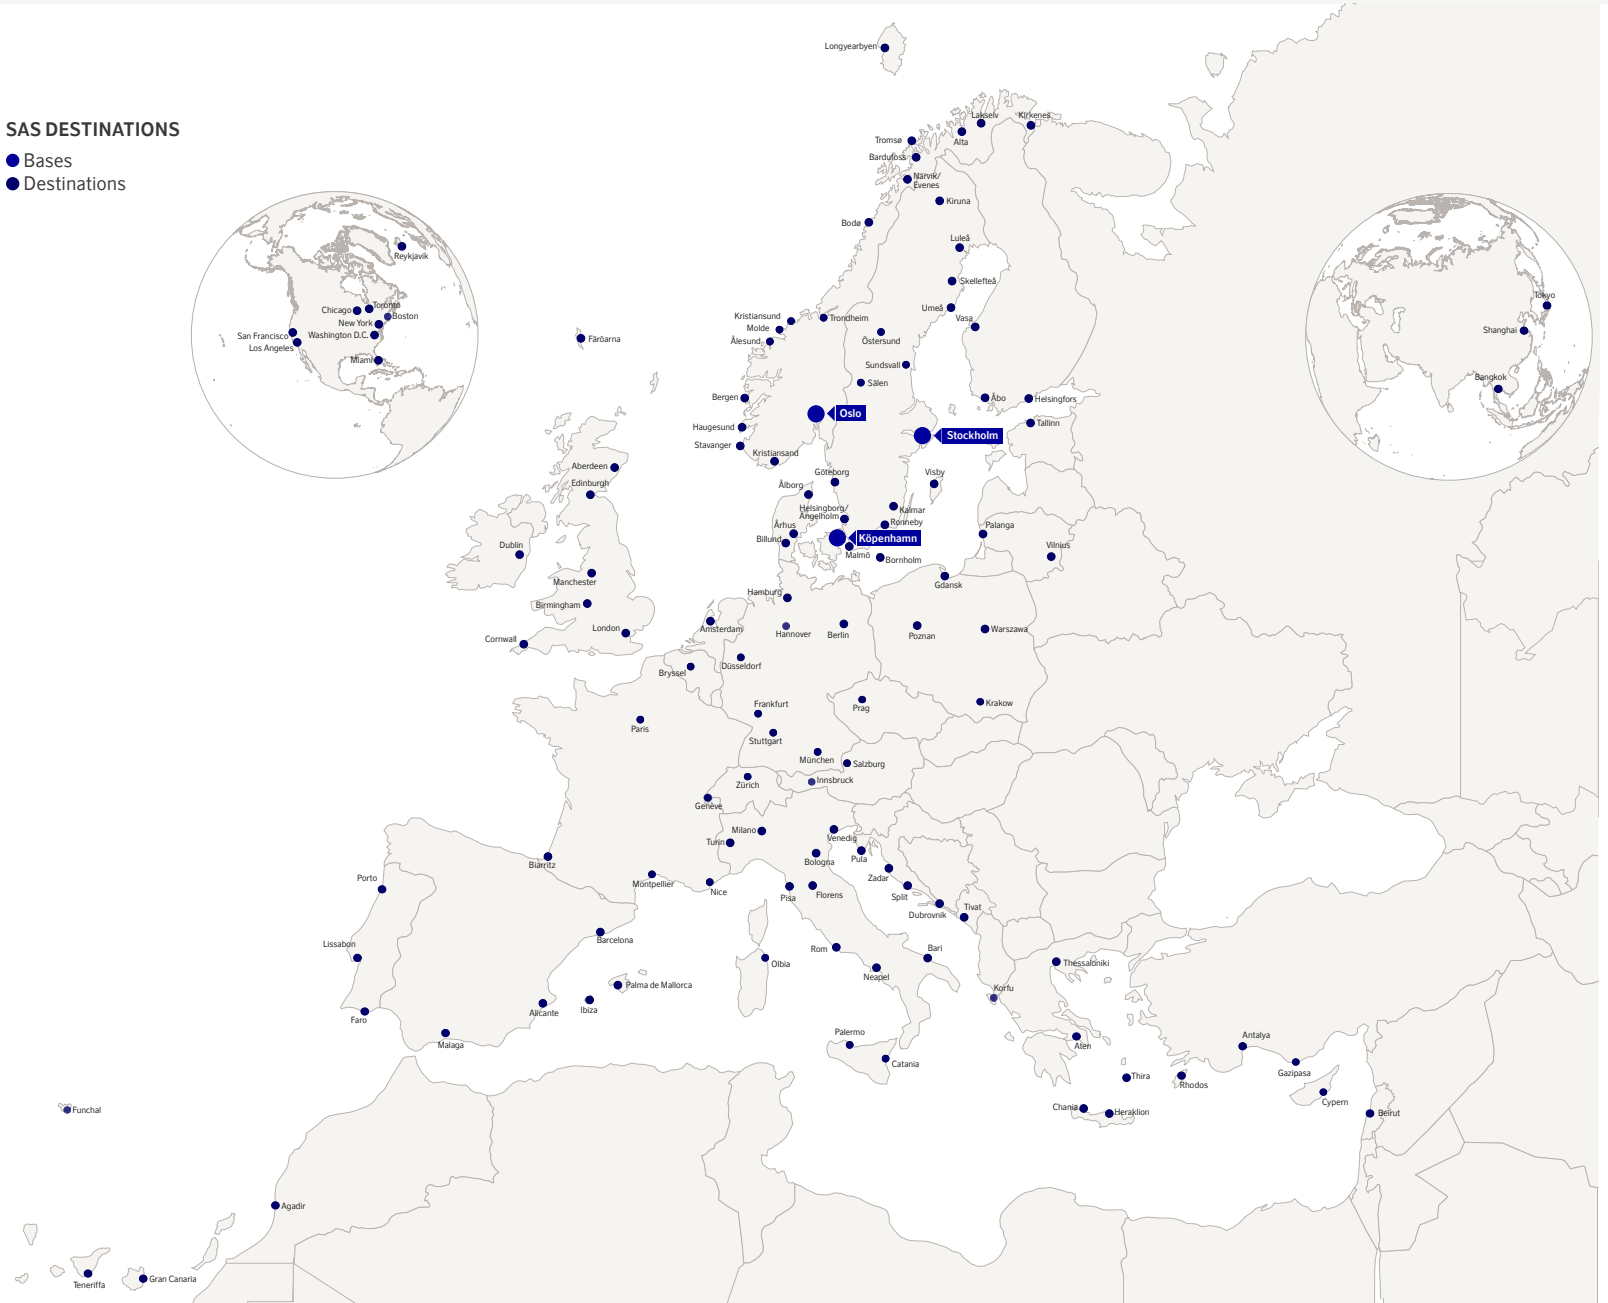 SAS DESTINATIONS
Bases
Destinations
Longyearbyen
Lakselv
Kirkenes
Tromsø
Alta
Bardufoss
Narvik/
Evenes
Kiruna
Bodø
Luleå
Skellefteå
Umeå
Vasa
Kristiansund
Trondheim
Molde
Ålesund
Östersund
Färöarna
Sundsvall
Sälen
Bergen
Åbo
Helsingfors
Oslo
Haugesund
Tallinn
Stockholm
Stavanger
Kristiansand
Aberdeen
Göteborg
Visby
Edinburgh
Ålborg
Helsingborg/
Ängelholm
Kalmar
Ronneby
Århus
Palanga
Billund
Köpenhamn
Malmö
Bornholm
Dublin
Vilnius
Manchester
Gdansk
Hamburg
Birmingham
London
Amsterdam
Hannover
Berlin
Poznan
Warszawa
Cornwall
Düsseldorf
Bryssel
Frankfurt
Prag
Krakow
Paris
Stuttgart
München
Salzburg
Innsbruck
Zürich
Genève
Milano
Turin
Venedig
Bologna
Pula
Biarritz
Zadar
Porto
Montpellier
Nice
Pisa
Florens
Split
Dubrovnik
Tivat
Barcelona
Lissabon
Rom
Bari
Olbia
Neapel
Thessaloniki
Palma de Mallorca
Korfu
Ibiza
Alicante
Faro
Malaga
Palermo
Catania
Aten
Antalya
Gazipasa
Thira
Rhodos
Cypern
Chania
Heraklion
Beirut
Funchal
Agadir
Teneriffa
Gran Canaria
Reykjavik
Toronto
Chicago
Boston
New York
San Francisco
Washington D.C.
Los Angeles
Miami
Tokyo
Shanghai
Bangkok